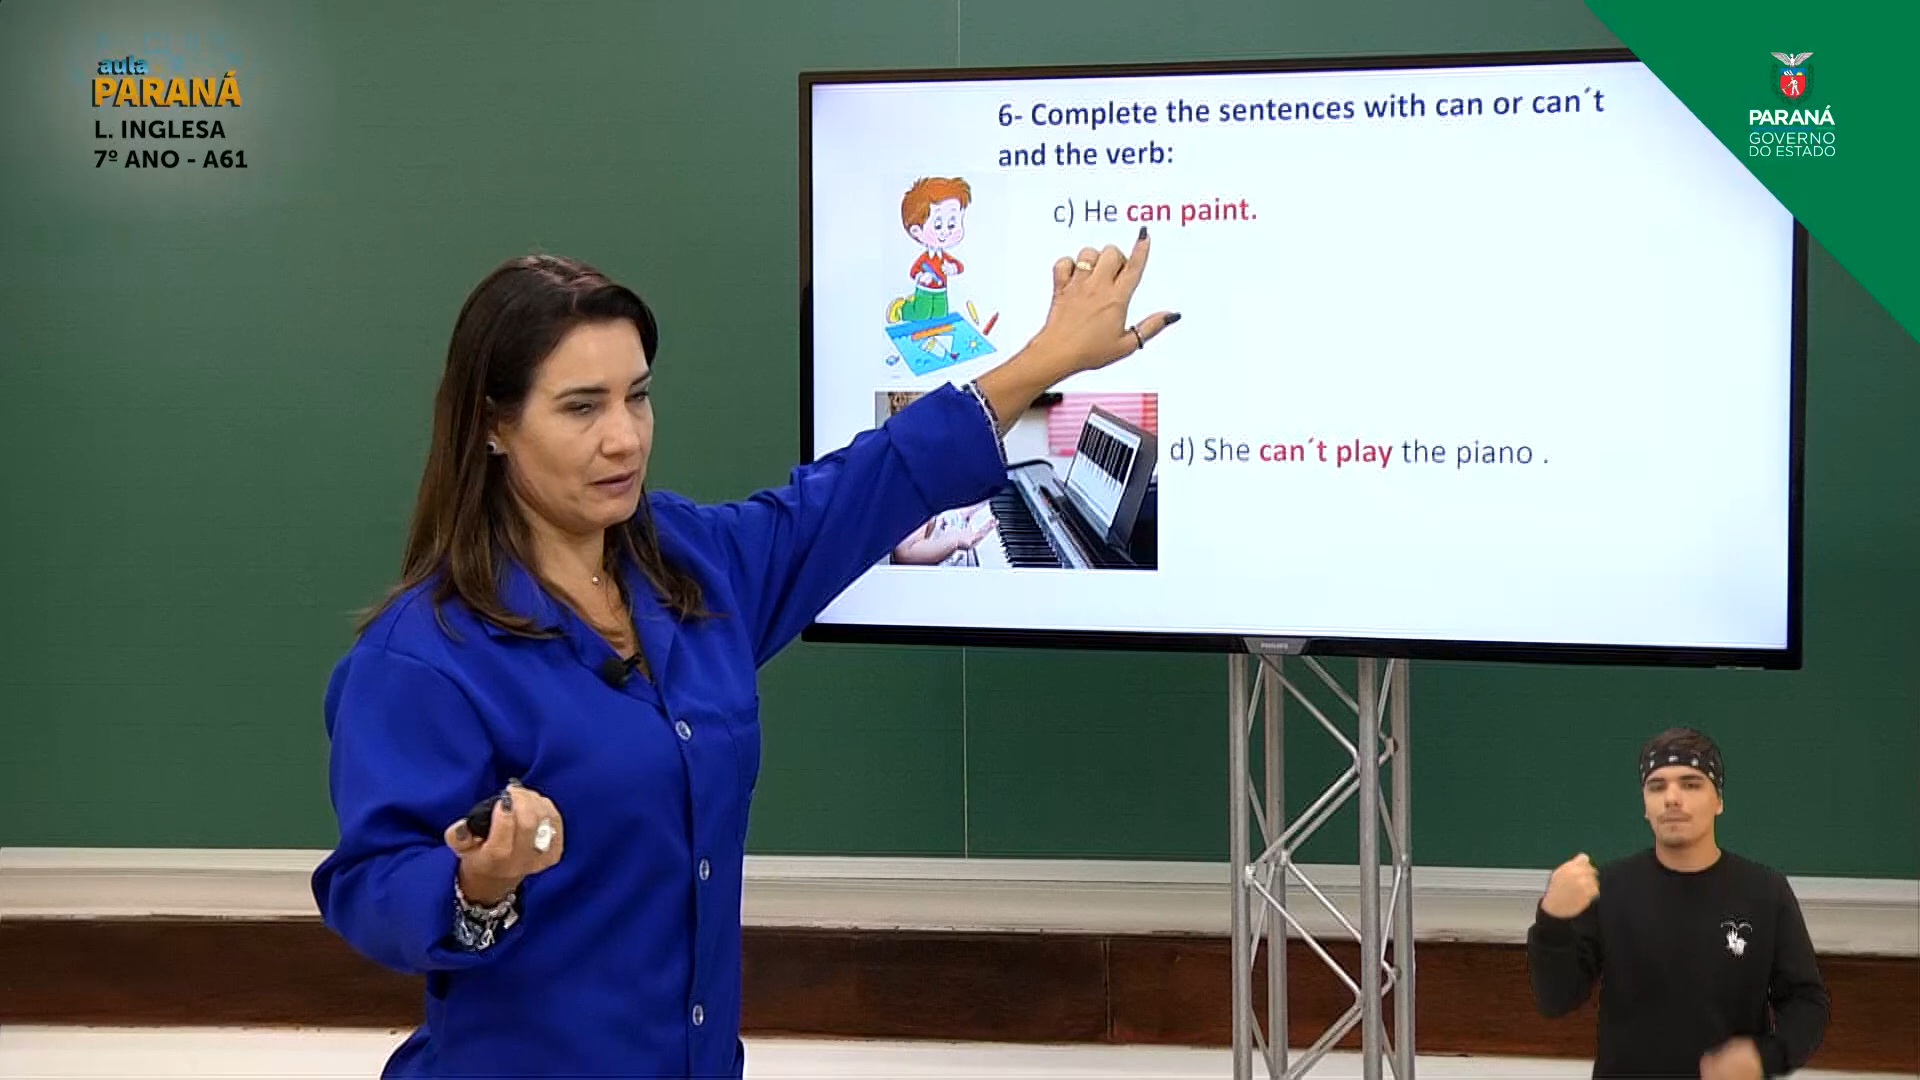 aula
PARANÁ
L. INGLESA
7º ANO - A61
6- Complete the sentences with can or can´t
and the verb:
c) He can paint.
d) She can´t play the piano .
PARANÁ
GOVERNO
DO ESTADO
PHILIPS